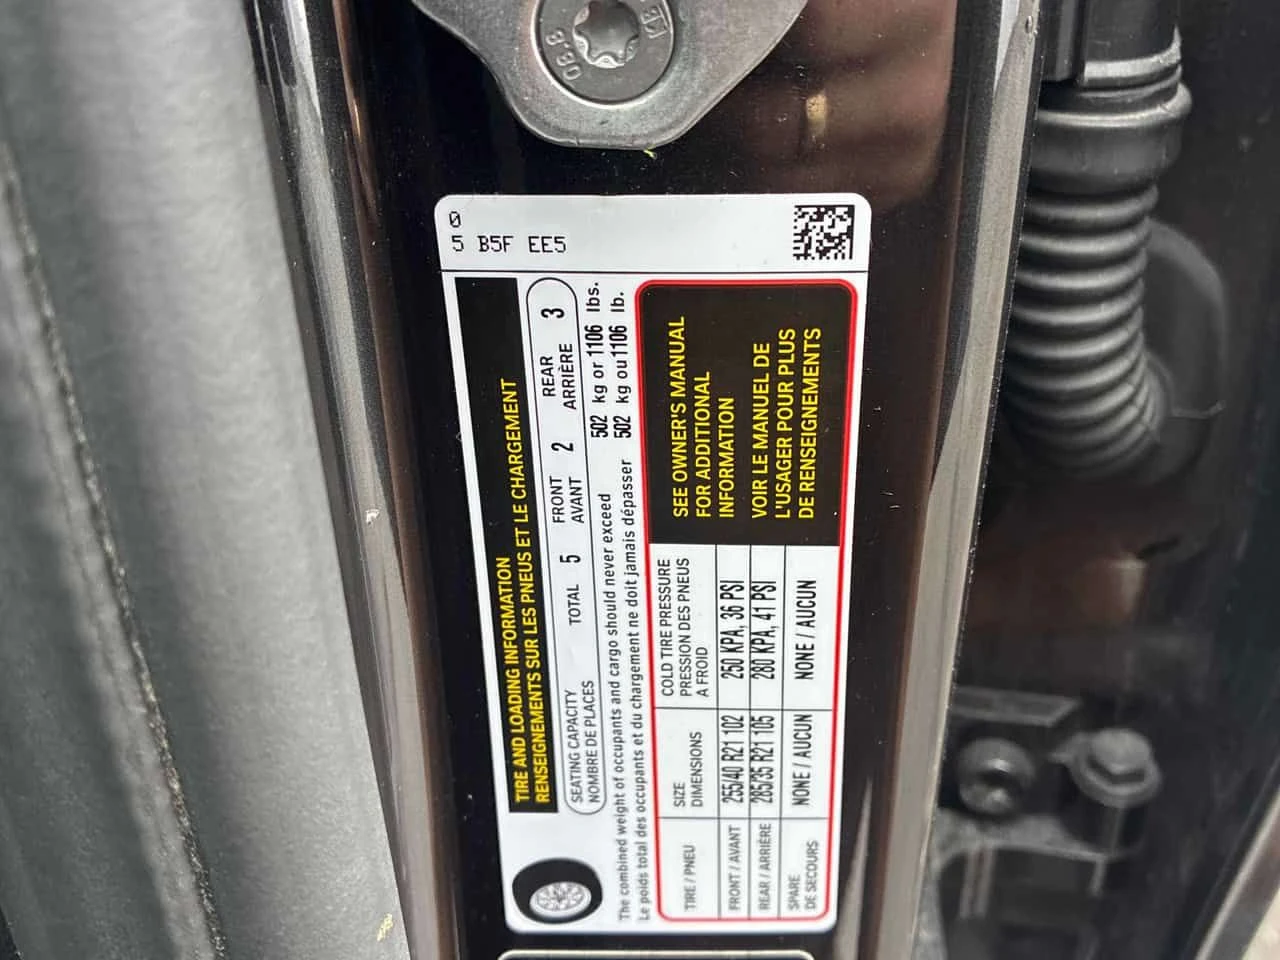 08.8
0
5 B5F EE5
TIRE AND LOADING INFORMATION
RENSEIGNEMENTS SUR LES PNEUS ET LE CHARGEMENT
SEATING CAPACITY
NOMBRE DE PLACES
TOTAL 5
FRONT
AVANT
2
REAR
ARRIÈRE
3
The combined weight of occupants and cargo should never exceed 502 kg or 1106 lbs.
Le poids total des occupants et du chargement ne doit jamais dépasser 502 kg ou 1106 lb.
TIRE / PNEU
SIZE
DIMENSIONS
COLD TIRE PRESSURE
PRESSION DES PNEUS
A FROID
FRONT / AVANT 255/40 R21 102 250 KPA, 36 PSI
REAR / ARRIÈRE 285/35 R21 105 280 KPA, 41 PSI
SPARE
DE SECOURS
NONE / AUCUN NONE / AUCUN
SEE OWNER'S MANUAL
FOR ADDITIONAL
INFORMATION
VOIR LE MANUEL DE
L'USAGER POUR PLUS
DE RENSEIGNEMENTS